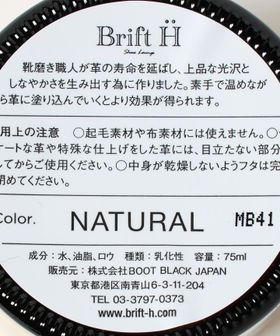 Brift H
Shoe Lounge
靴磨き職人が革の寿命を延ばし、上品な光沢と
しなやかさを生み出す為に作りました。素手で温めなが
ら革に塗り込んでいくとより効果が得られます。
用上の注意 ○起毛素材や布素材には使えません。○
ケートな革や特殊な仕上げをした革には、目立たない部分
してからご使用ください。○中身が乾燥しないようフタは完
閉めてください。
Color. NATURAL MB41
成分：水、油脂、ロウ 種類：乳化性 容量：75ml
販売元：株式会社BOOT BLACK JAPAN
東京都港区南青山6-3-11-204
TEL 03-3797-0373
www.brift-h.com